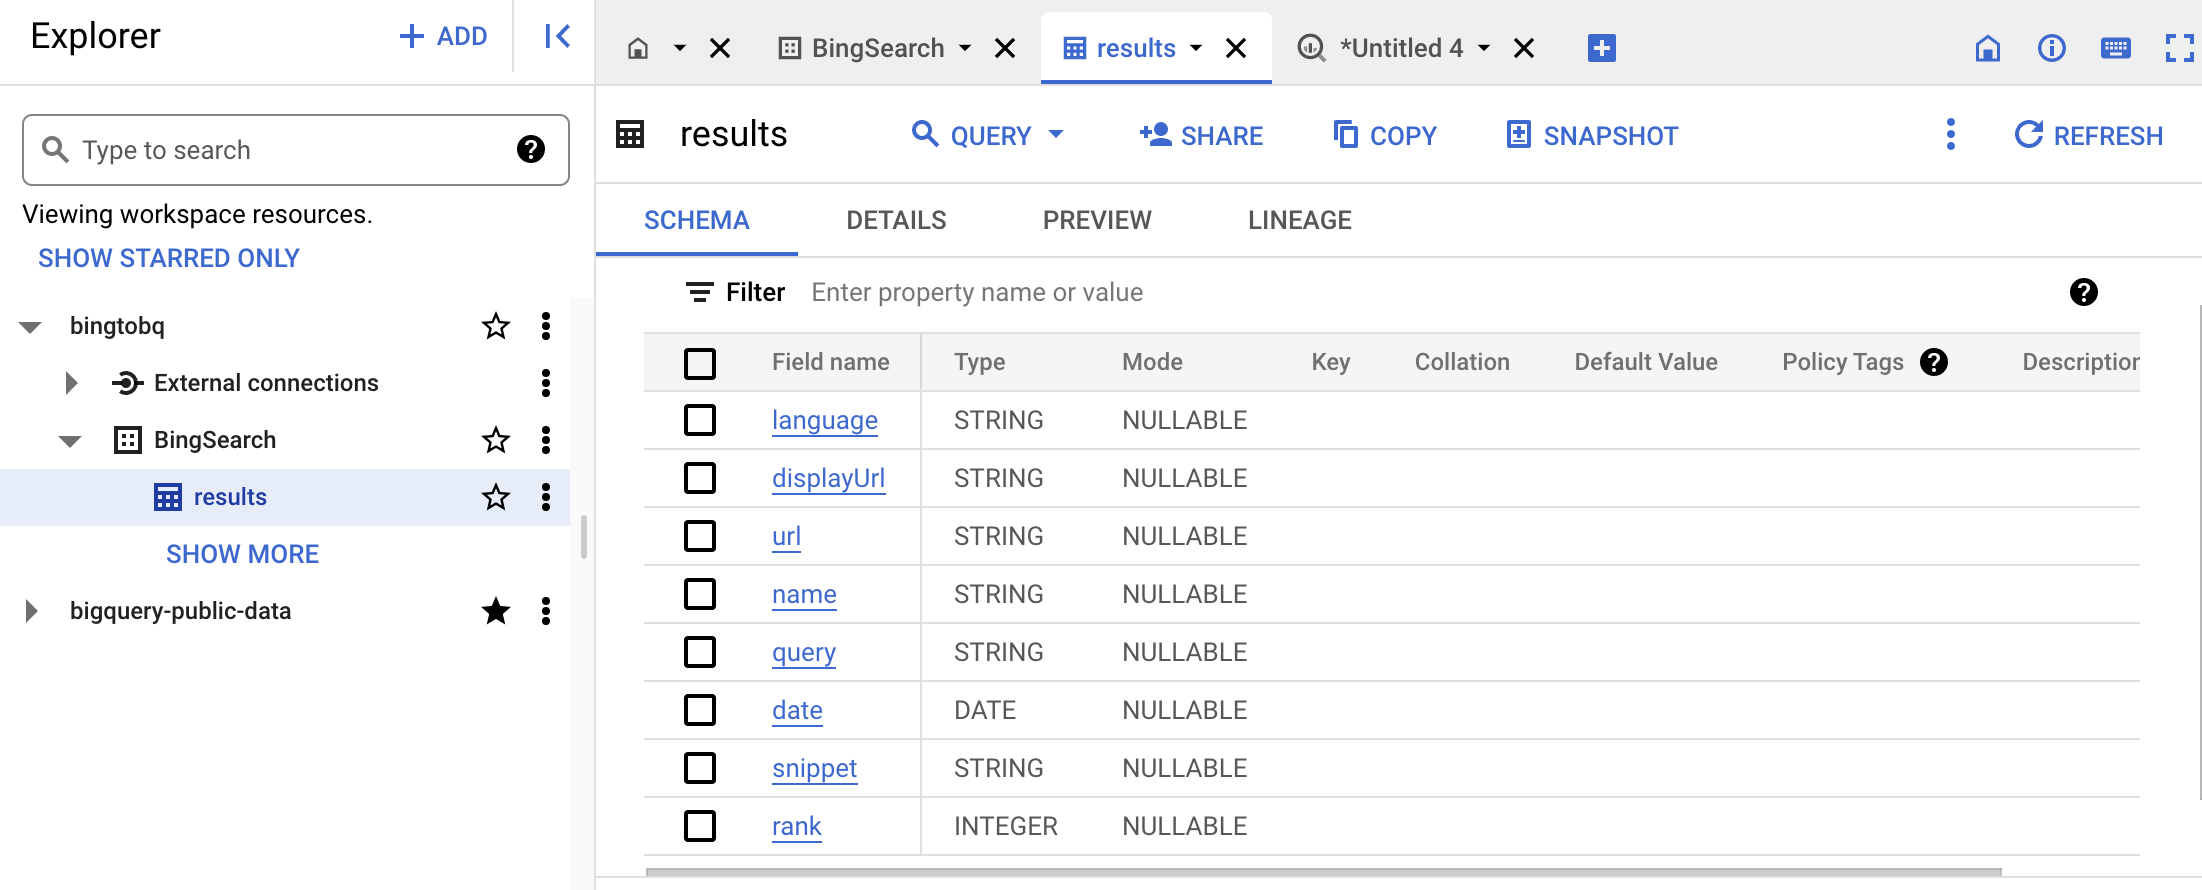 Explorer
ADD
Type to search
Viewing workspace resources.
SHOW STARRED ONLY
bingtobq
External connections
BingSearch
results
SHOW MORE
bigquery-public-data
BingSearch
results
*Untitled 4
results
QUERY
SHARE
COPY
SNAPSHOT
REFRESH
SCHEMA
DETAILS
PREVIEW
LINEAGE
Filter Enter property name or value
Field name Type Mode Key Collation Default Value Policy Tags Description
language STRING NULLABLE
displayUrl STRING NULLABLE
url STRING NULLABLE
name STRING NULLABLE
query STRING NULLABLE
date DATE NULLABLE
snippet STRING NULLABLE
rank INTEGER NULLABLE